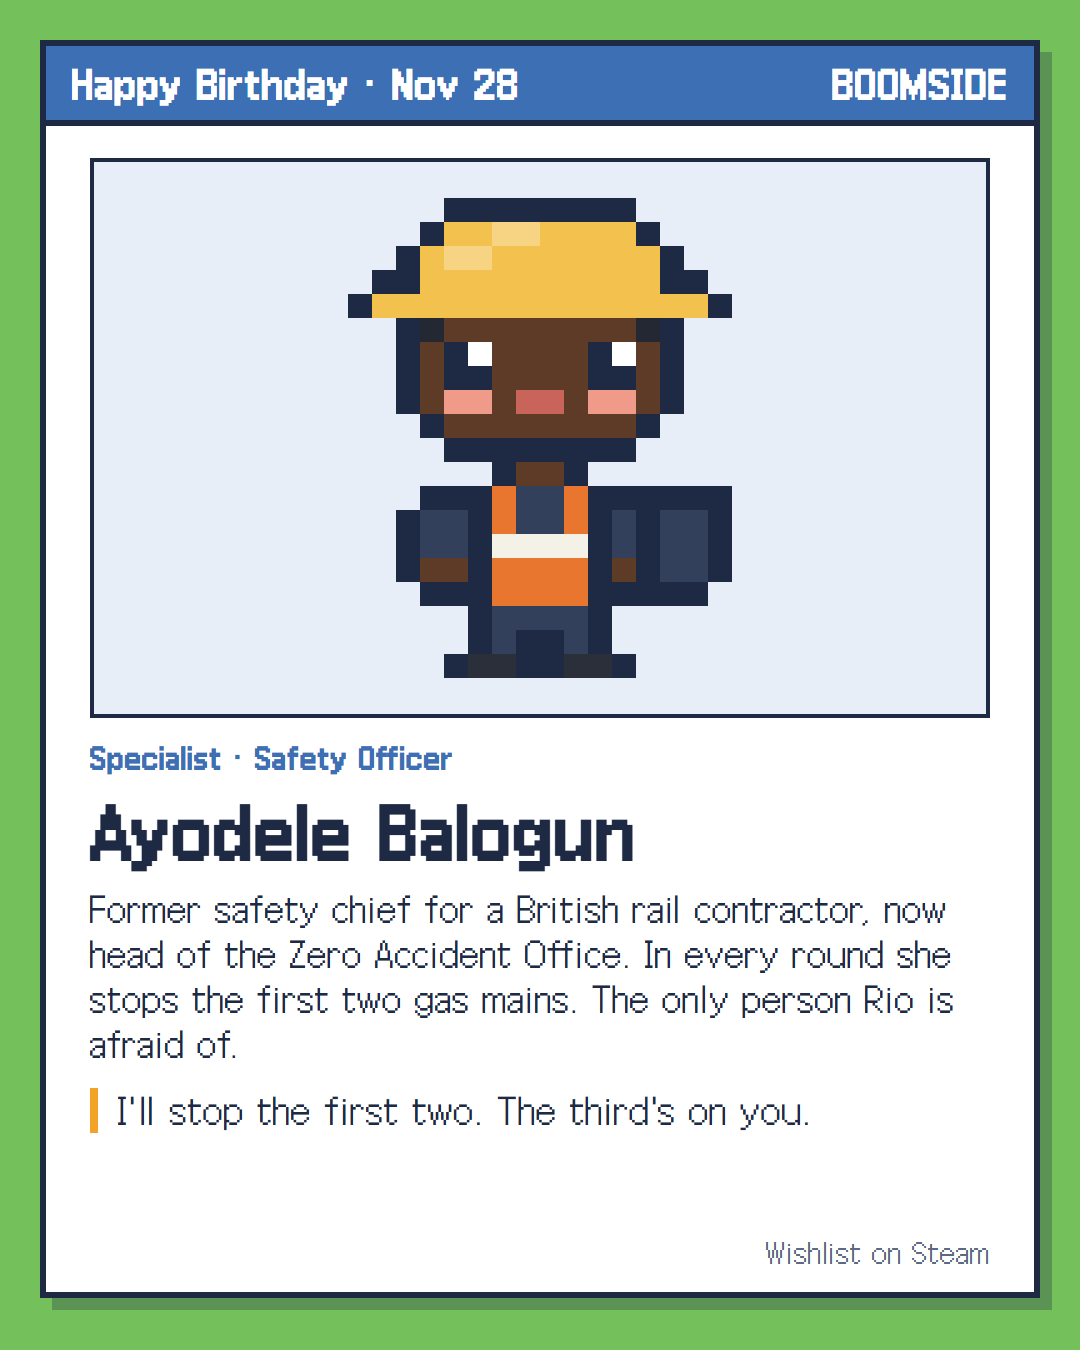 Happy Birthday · Nov 28
BOOMSIDE
Specialist · Safety Officer
Ayodele Balogun
Former safety chief for a British rail contractor, now
head of the Zero Accident Office. In every round she
stops the first two gas mains. The only person Rio is
afraid of.
I'll stop the first two. The third's on you.
Wishlist on Steam